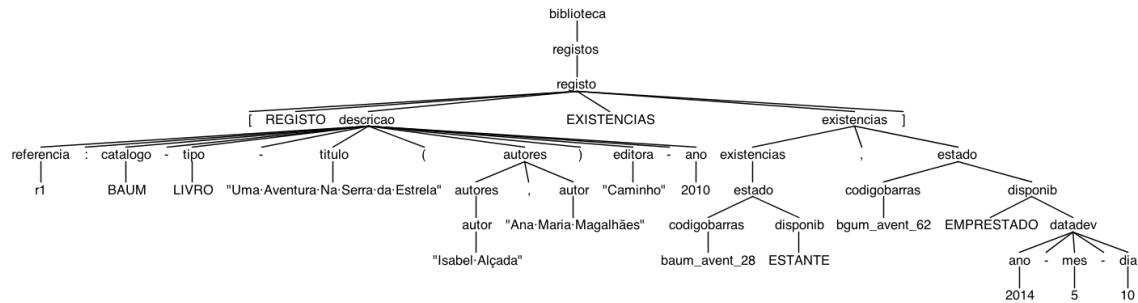 biblioteca
registos
registo
[ REGISTO descricao EXISTENCIAS existencias ]
referencia : catalogo - tipo - titulo ( autores ) editora - ano existencias , estado
r1 BAUM LIVRO "Uma·Aventura·Na·Serra·da·Estrela" autores , autor "Caminho" 2010 estado codigobarras disponib
autor "Ana·Maria·Magalhães" codigobarras disponib bgum_avent_62 EMPRESTADO datadev
"Isabel·Alçada" baum_avent_28 ESTANTE ano - mes - dia
2014 5 10